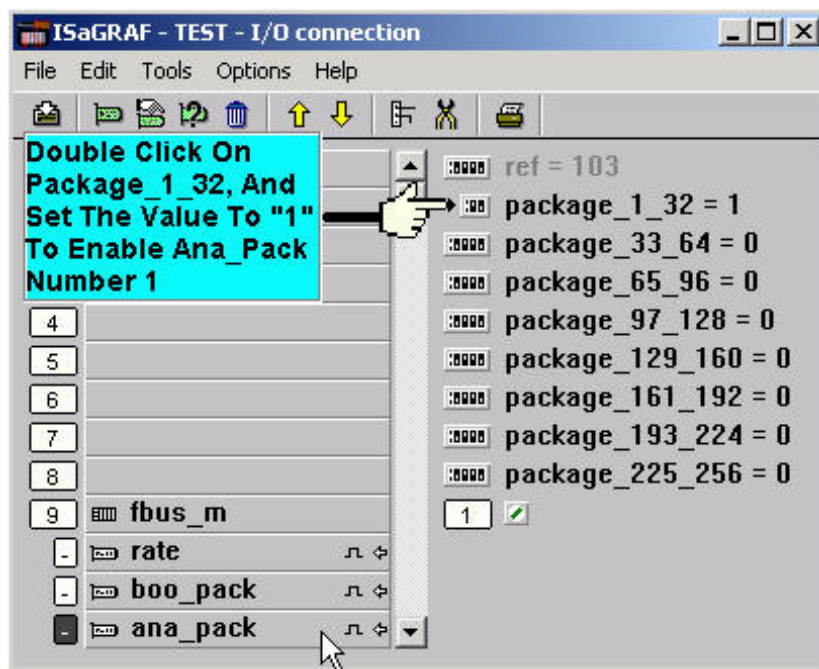 ISaGRAF - TEST - I/O connection
File Edit Tools Options Help
Double Click On
Package_1_32, And
Set The Value To "1"
To Enable Ana_Pack
Number 1
ref = 103
package_1_32 = 1
package_33_64 = 0
package_65_96 = 0
package_97_128 = 0
package_129_160 = 0
package_161_192 = 0
package_193_224 = 0
package_225_256 = 0
1
4
5
6
7
8
9 fbus_m
- rate
- boo_pack
- ana_pack